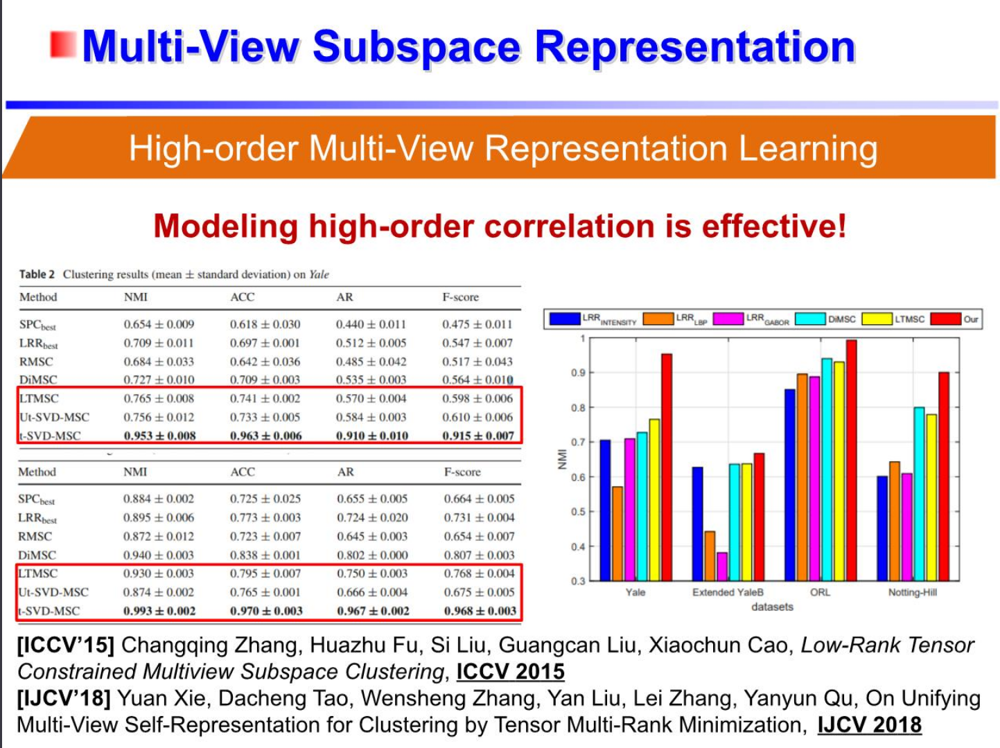 Multi-View Subspace Representation
High-order Multi-View Representation Learning
Modeling high-order correlation is effective!
Table 2 Clustering results (mean ± standard deviation) on Yale
Method NMI ACC AR F-score
SPCbest 0.654 ± 0.009 0.618 ± 0.030 0.440 ± 0.011 0.475 ± 0.011
LRRbest 0.709 ± 0.011 0.697 ± 0.001 0.512 ± 0.005 0.547 ± 0.007
RMSC 0.684 ± 0.033 0.642 ± 0.036 0.485 ± 0.042 0.517 ± 0.043
DiMSC 0.727 ± 0.010 0.709 ± 0.003 0.535 ± 0.003 0.564 ± 0.010
LTMSC 0.765 ± 0.008 0.741 ± 0.002 0.570 ± 0.004 0.598 ± 0.006
Ut-SVD-MSC 0.756 ± 0.012 0.733 ± 0.005 0.584 ± 0.003 0.610 ± 0.006
t-SVD-MSC 0.953 ± 0.008 0.963 ± 0.006 0.910 ± 0.010 0.915 ± 0.007
Method NMI ACC AR F-score
SPCbest 0.884 ± 0.002 0.725 ± 0.025 0.655 ± 0.005 0.664 ± 0.005
LRRbest 0.895 ± 0.006 0.773 ± 0.003 0.724 ± 0.020 0.731 ± 0.004
RMSC 0.872 ± 0.012 0.723 ± 0.007 0.645 ± 0.003 0.654 ± 0.007
DiMSC 0.940 ± 0.003 0.838 ± 0.001 0.802 ± 0.000 0.807 ± 0.003
LTMSC 0.930 ± 0.003 0.795 ± 0.007 0.750 ± 0.003 0.768 ± 0.004
Ut-SVD-MSC 0.874 ± 0.002 0.765 ± 0.001 0.666 ± 0.004 0.675 ± 0.005
t-SVD-MSC 0.993 ± 0.002 0.970 ± 0.003 0.967 ± 0.002 0.968 ± 0.003
LRR INTENSITY LRR LBP LRR GABOR DiMSC LTMSC Our
1
0.9
0.8
0.7
0.6
0.5
0.4
0.3
NMI
Yale Extended YaleB ORL Notting-Hill
datasets
[ICCV’15] Changqing Zhang, Huazhu Fu, Si Liu, Guangcan Liu, Xiaochun Cao, Low-Rank Tensor
Constrained Multiview Subspace Clustering, ICCV 2015
[IJCV’18] Yuan Xie, Dacheng Tao, Wensheng Zhang, Yan Liu, Lei Zhang, Yanyun Qu, On Unifying
Multi-View Self-Representation for Clustering by Tensor Multi-Rank Minimization, IJCV 2018